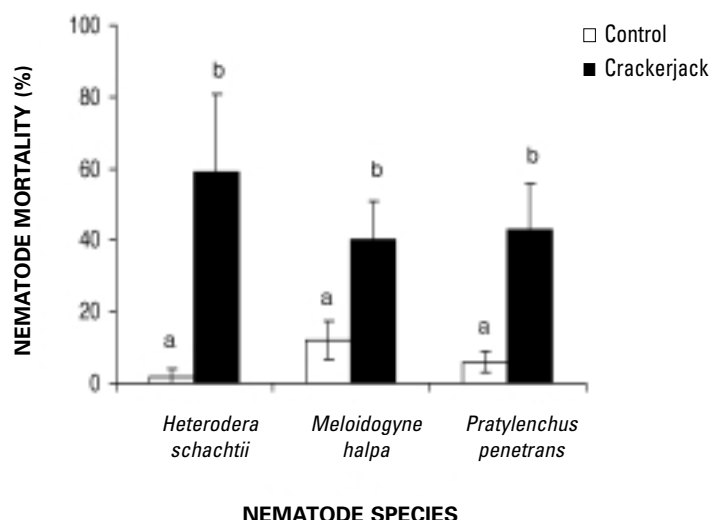 100
80
60
40
20
0
NEMATODE MORTALITY (%)
Control
Crackerjack
a
b
a
b
a
b
Heterodera
schachtii
Meloidogyne
halpa
Pratylenchus
penetrans
NEMATODE SPECIES